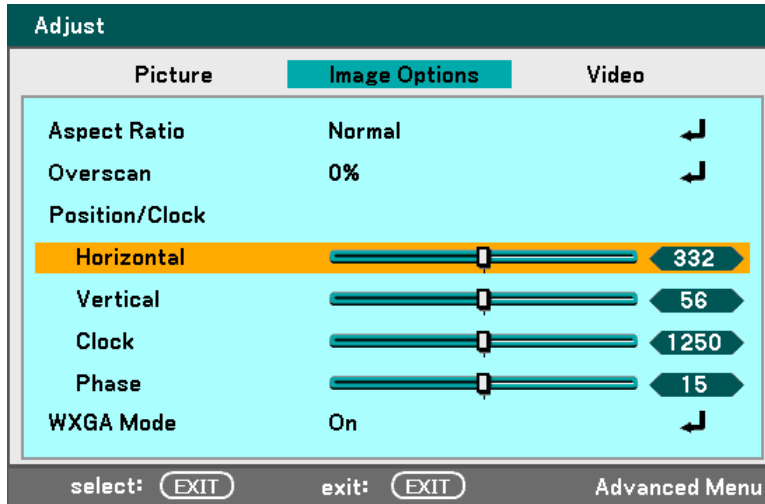 Adjust
Picture Image Options Video
Aspect Ratio Normal
Overscan 0%
Position/Clock
Horizontal 332
Vertical 56
Clock 1250
Phase 15
WXGA Mode On
select: EXIT exit: EXIT Advanced Menu